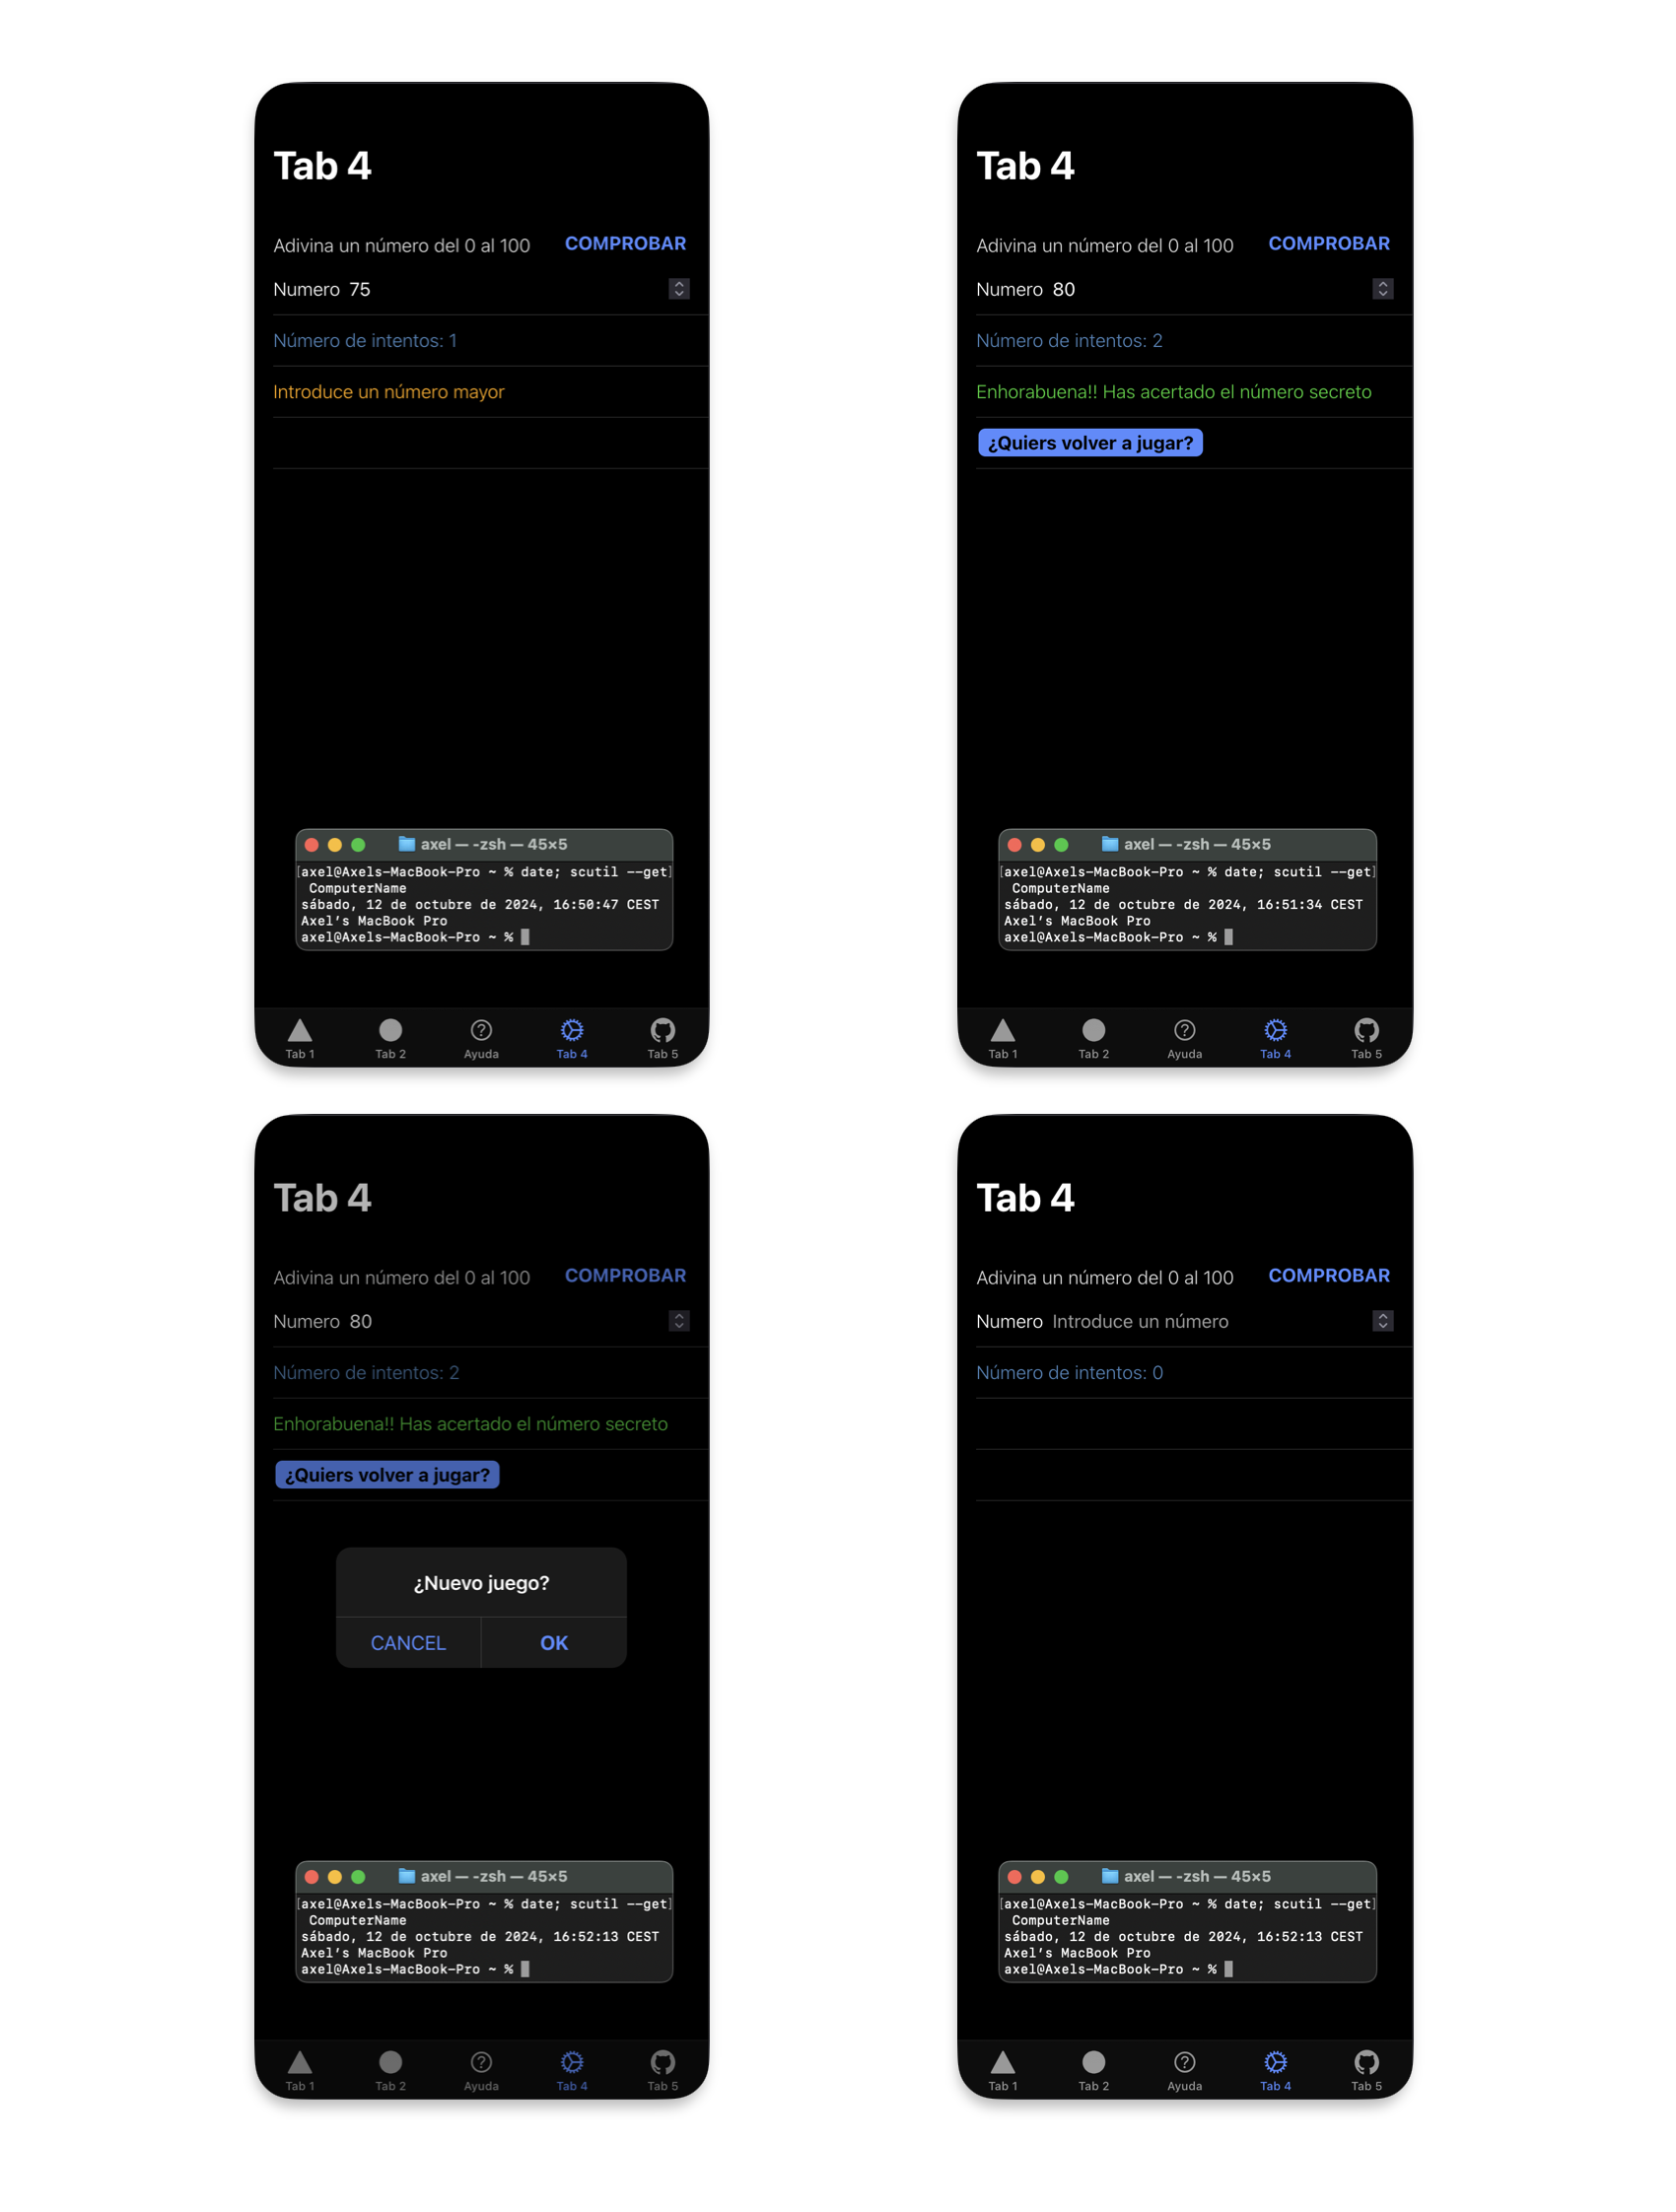 Tab 4
Adivina un número del 0 al 100 COMPROBAR
Numero 75
Número de intentos: 1
Introduce un número mayor
axel — -zsh — 45×5
[axel@Axels-MacBook-Pro ~ % date; scutil --get]
ComputerName
sábado, 12 de octubre de 2024, 16:50:47 CEST
Axel's MacBook Pro
axel@Axels-MacBook-Pro ~ %
Tab 1 Tab 2 Ayuda Tab 4 Tab 5
Tab 4
Adivina un número del 0 al 100 COMPROBAR
Numero 80
Número de intentos: 2
Enhorabuena!! Has acertado el número secreto
¿Quiers volver a jugar?
axel — -zsh — 45×5
[axel@Axels-MacBook-Pro ~ % date; scutil --get]
ComputerName
sábado, 12 de octubre de 2024, 16:51:34 CEST
Axel's MacBook Pro
axel@Axels-MacBook-Pro ~ %
Tab 1 Tab 2 Ayuda Tab 4 Tab 5
Tab 4
Adivina un número del 0 al 100 COMPROBAR
Numero 80
Número de intentos: 2
Enhorabuena!! Has acertado el número secreto
¿Quiers volver a jugar?
¿Nuevo juego?
CANCEL OK
axel — -zsh — 45×5
[axel@Axels-MacBook-Pro ~ % date; scutil --get]
ComputerName
sábado, 12 de octubre de 2024, 16:52:13 CEST
Axel's MacBook Pro
axel@Axels-MacBook-Pro ~ %
Tab 1 Tab 2 Ayuda Tab 4 Tab 5
Tab 4
Adivina un número del 0 al 100 COMPROBAR
Numero Introduce un número
Número de intentos: 0
axel — -zsh — 45×5
[axel@Axels-MacBook-Pro ~ % date; scutil --get]
ComputerName
sábado, 12 de octubre de 2024, 16:52:13 CEST
Axel's MacBook Pro
axel@Axels-MacBook-Pro ~ %
Tab 1 Tab 2 Ayuda Tab 4 Tab 5